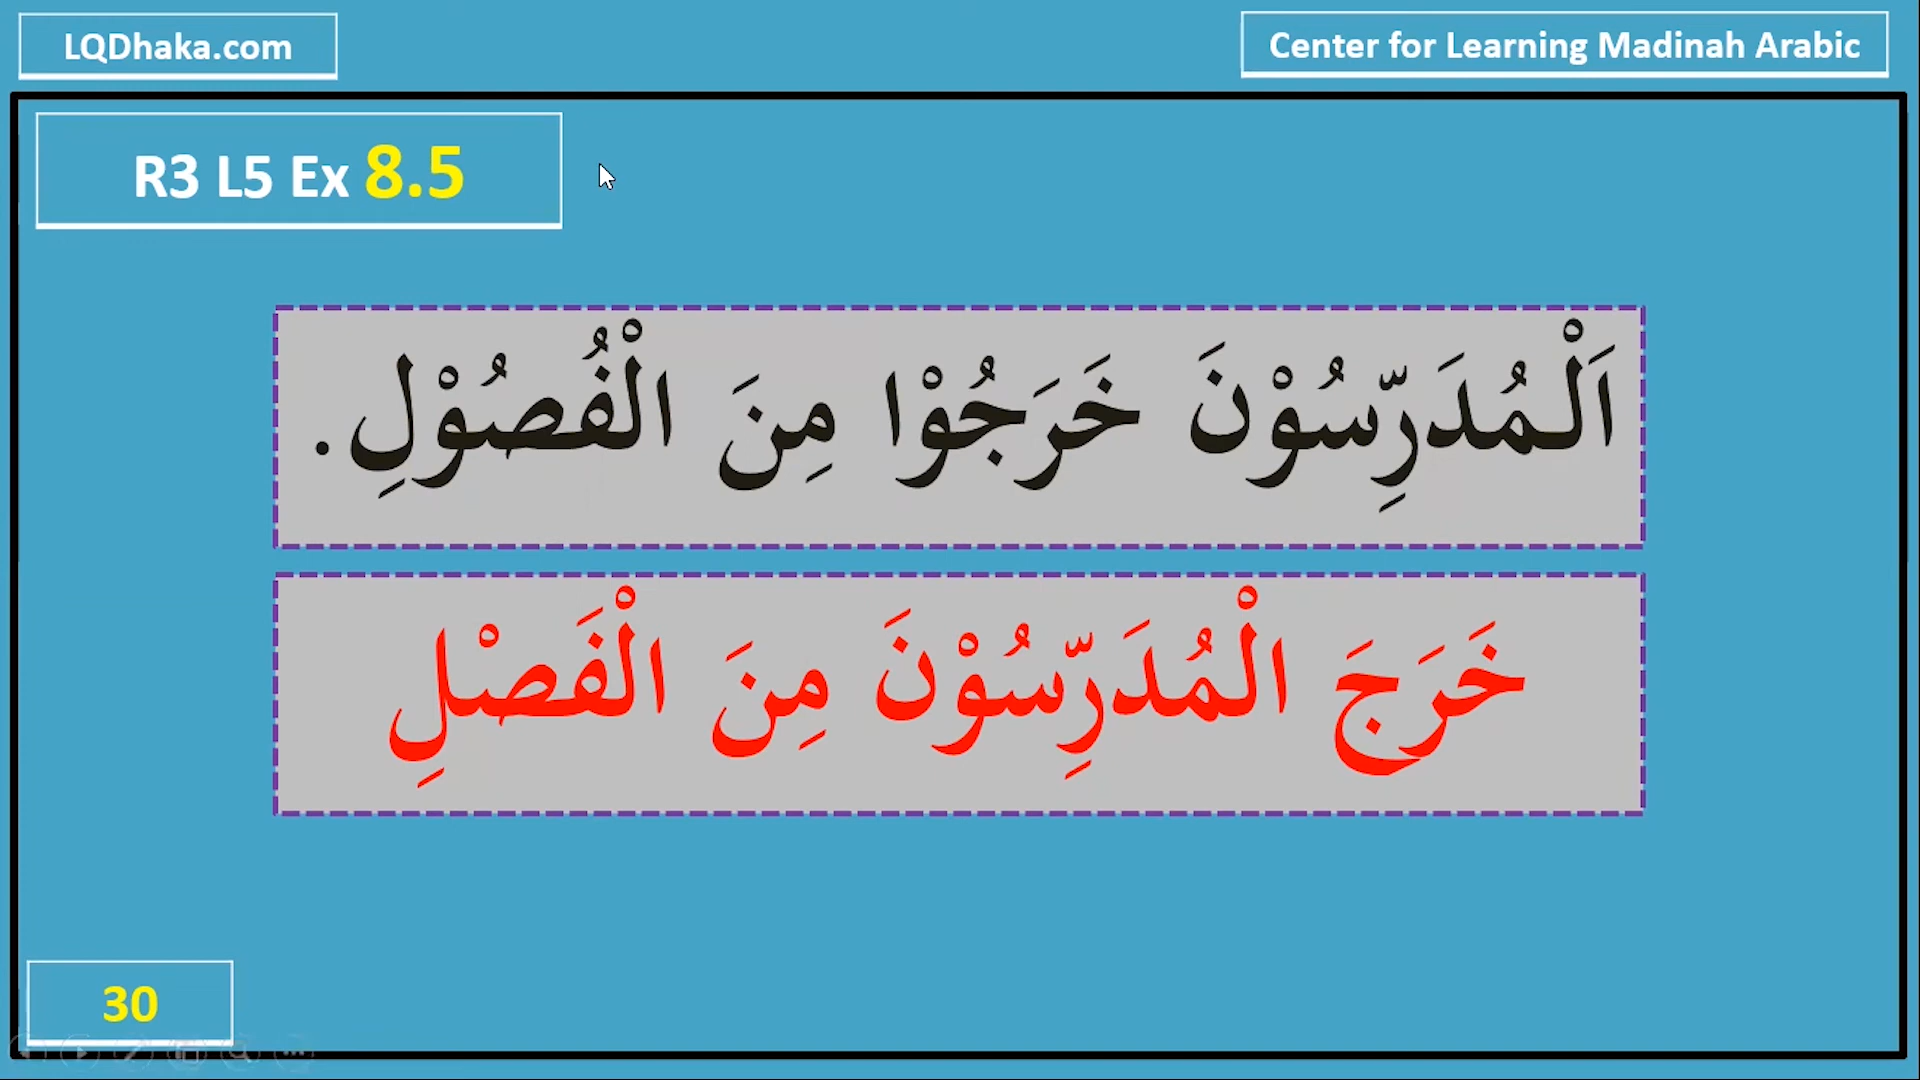 LQDhaka.com
Center for Learning Madinah Arabic
R3 L5 Ex 8.5
اَلْمُدَرِّسُوْنَ خَرَجُوْا مِنَ الْفُصُوْلِ.
خَرَجَ الْمُدَرِّسُوْنَ مِنَ الْفَصْلِ
30